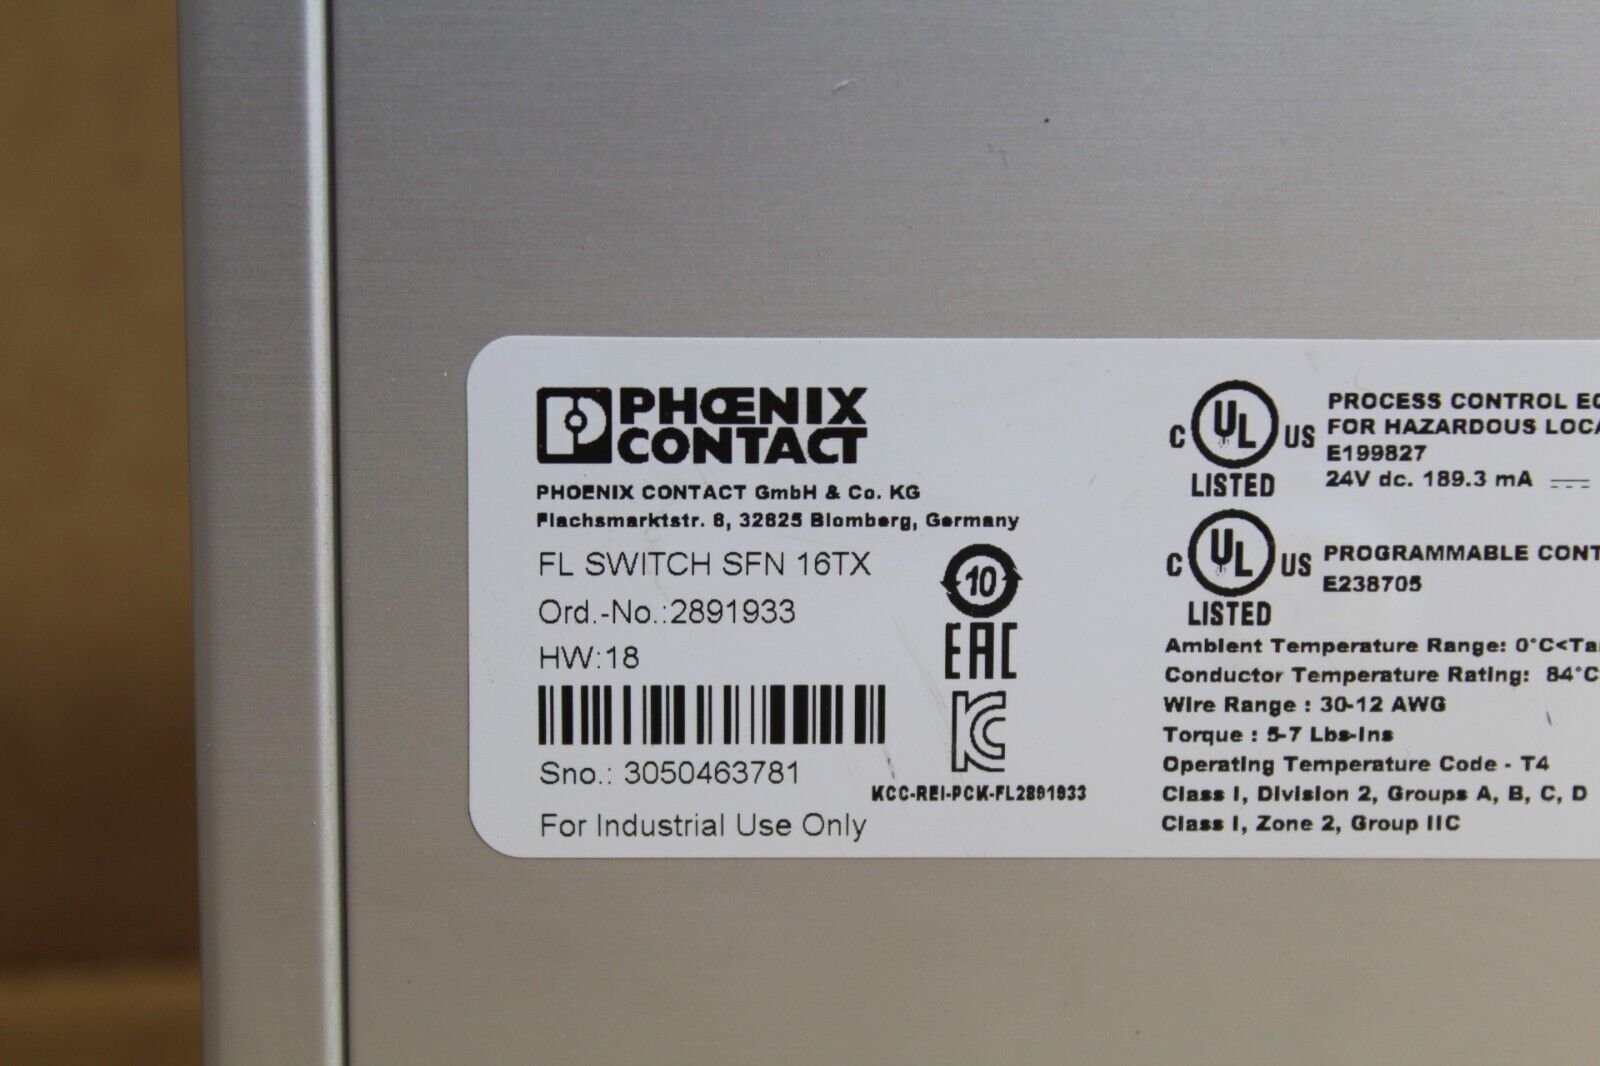 PHŒNIX
CONTACT
PHOENIX CONTACT GmbH & Co. KG
Flachsmarktstr. 8, 32825 Blomberg, Germany
FL SWITCH SFN 16TX
Ord.-No.:2891933
HW:18
Sno.: 3050463781
For Industrial Use Only
10
EAC
KC
KCC-REI-PCK-FL2891933
C UL US
LISTED
PROCESS CONTROL
FOR HAZARDOUS
E199827
24V dc. 189.3 mA
C UL US
LISTED
PROGRAMMABLE
E238705
Ambient Temperature Range: 0°C<
Conductor Temperature Rating: 84°C
Wire Range : 30-12 AWG
Torque : 5-7 Lbs-Ins
Operating Temperature Code - T4
Class I, Division 2, Groups A, B, C, D
Class I, Zone 2, Group IIC